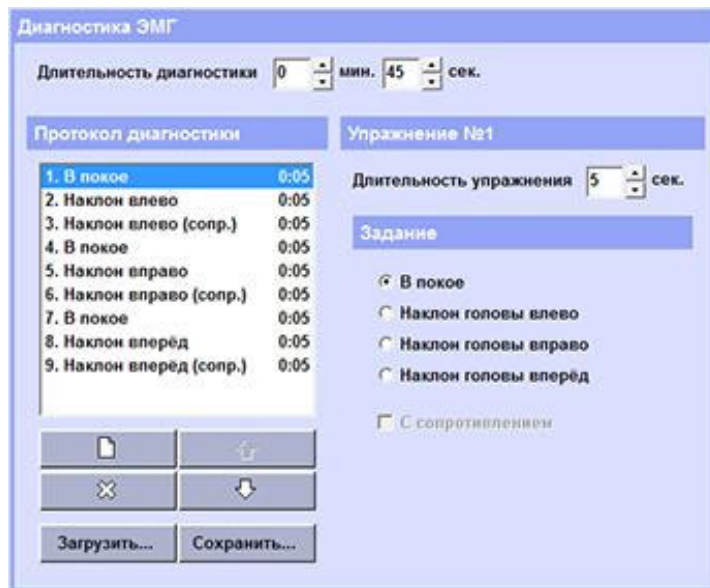 Диагностика ЭМГ
Длительность диагностики 0 мин. 45 сек.
Протокол диагностики
1. В покое 0:05
2. Наклон влево 0:05
3. Наклон влево (сопр.) 0:05
4. В покое 0:05
5. Наклон вправо 0:05
6. Наклон вправо (сопр.) 0:05
7. В покое 0:05
8. Наклон вперёд 0:05
9. Наклон вперёд (сопр.) 0:05
Загрузить...
Сохранить...
Упражнение №1
Длительность упражнения 5 сек.
Задание
В покое
Наклон головы влево
Наклон головы вправо
Наклон головы вперёд
С сопротивлением